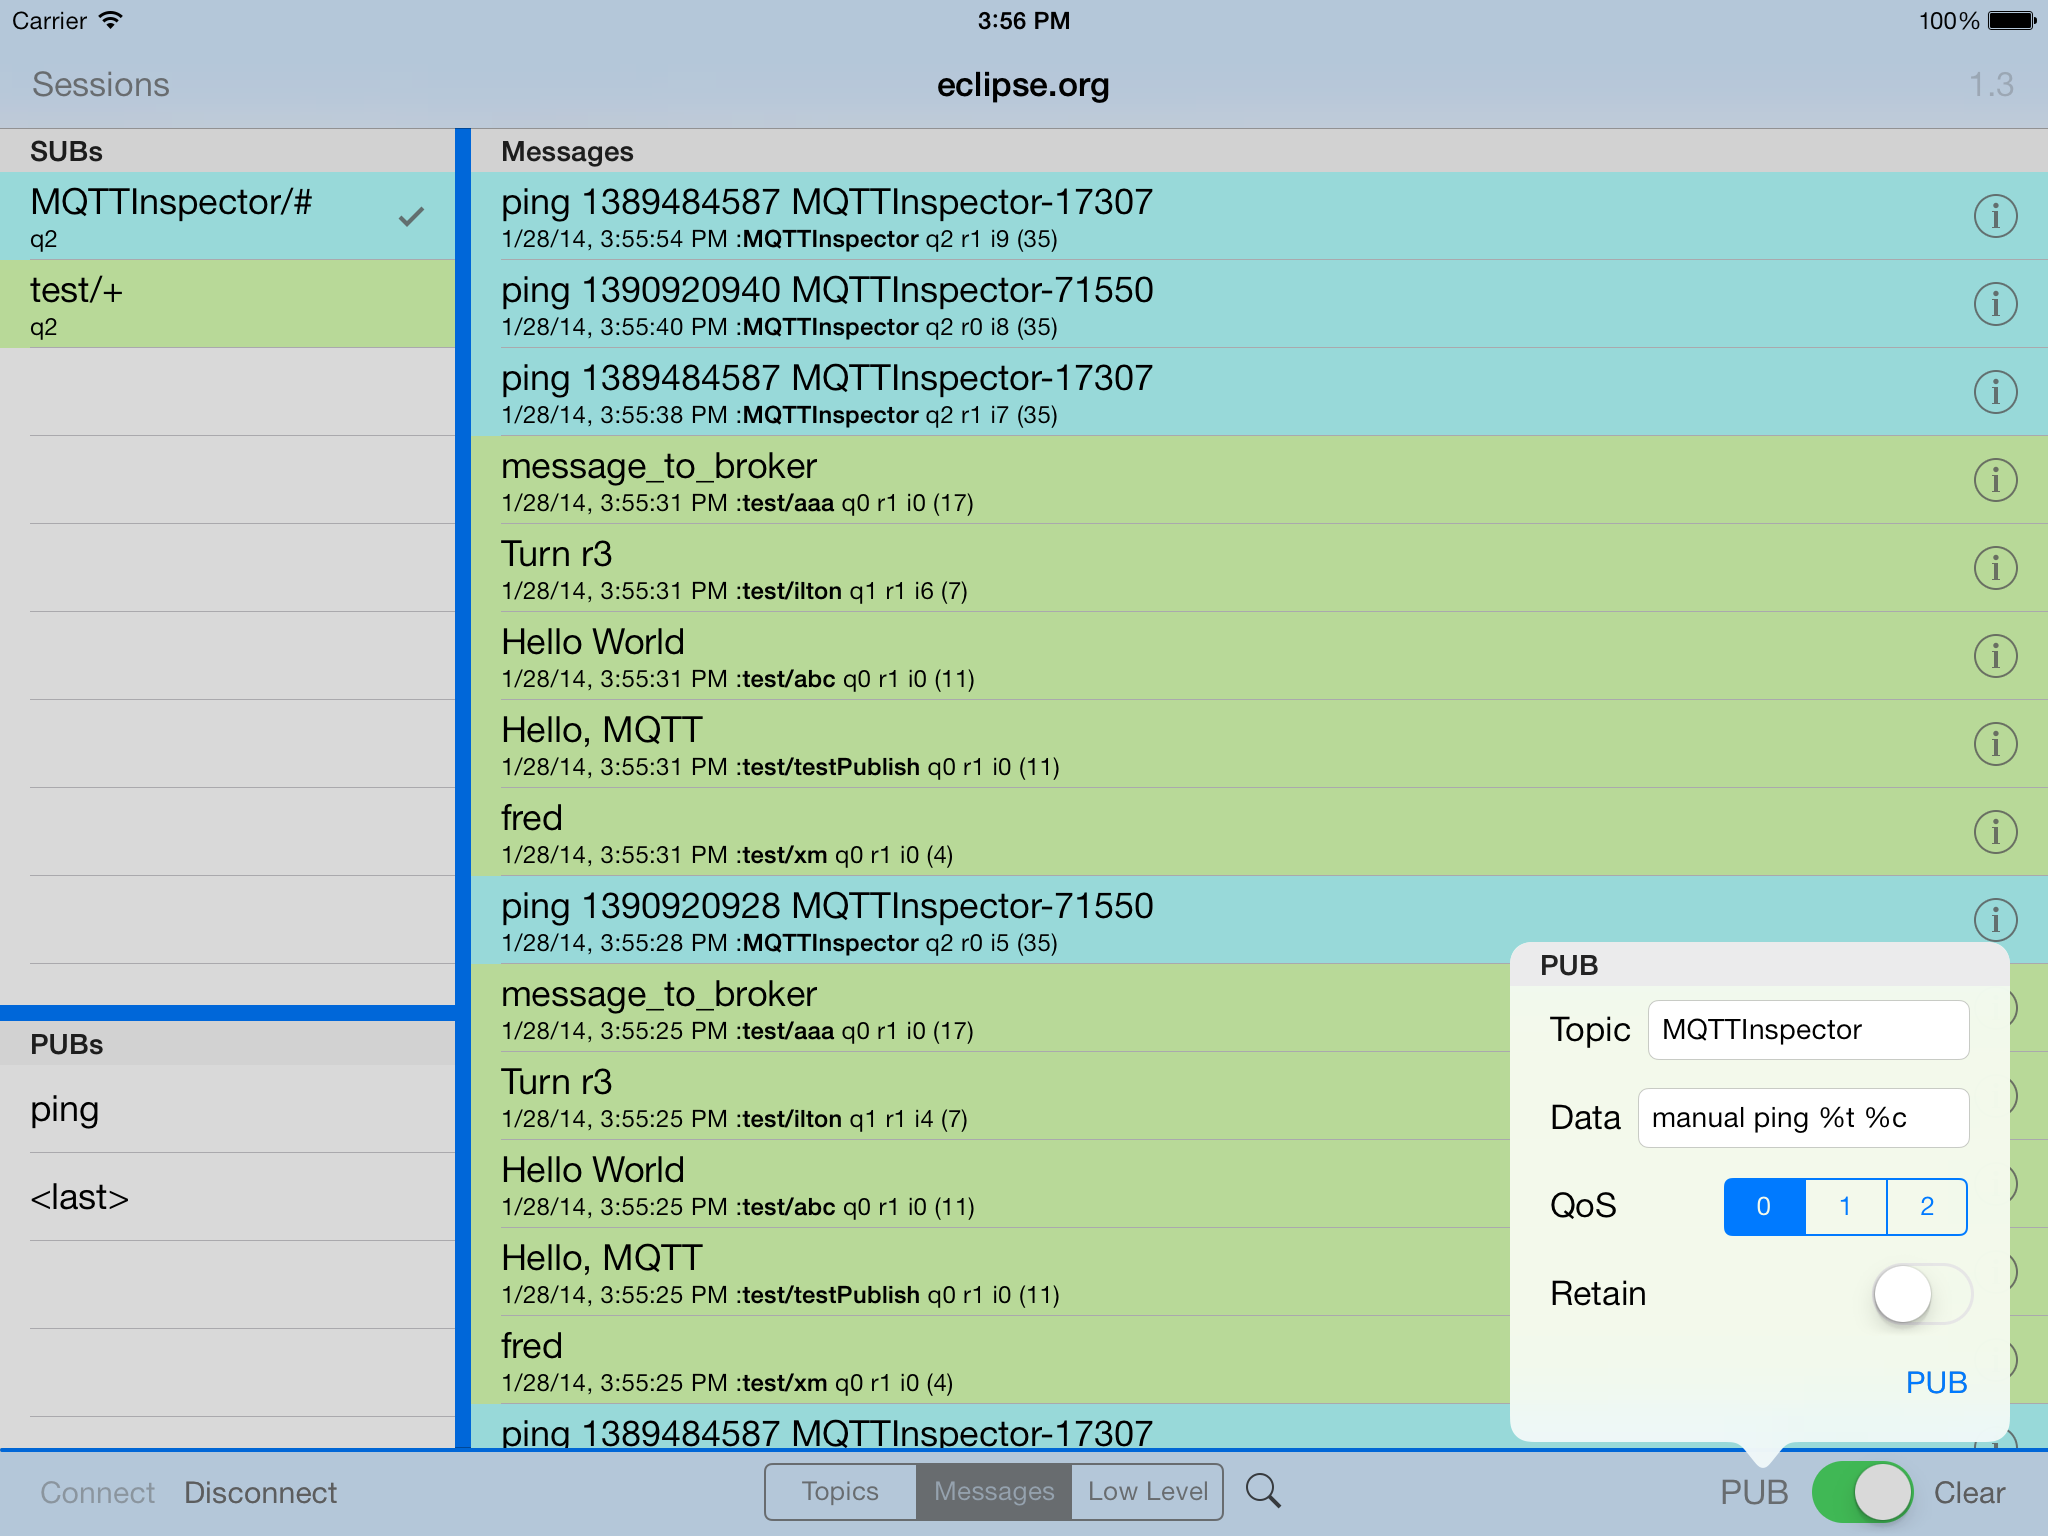 Carrier
3:56 PM
100%
Sessions
eclipse.org
1.3
SUBs
MQTTInspector/#
q2
test/+
q2
PUBs
ping
<last>
Messages
ping 1389484587 MQTTInspector-17307
1/28/14, 3:55:54 PM :MQTTInspector q2 r1 i9 (35)
ping 1390920940 MQTTInspector-71550
1/28/14, 3:55:40 PM :MQTTInspector q2 r0 i8 (35)
ping 1389484587 MQTTInspector-17307
1/28/14, 3:55:38 PM :MQTTInspector q2 r1 i7 (35)
message_to_broker
1/28/14, 3:55:31 PM :test/aaa q0 r1 i0 (17)
Turn r3
1/28/14, 3:55:31 PM :test/ilton q1 r1 i6 (7)
Hello World
1/28/14, 3:55:31 PM :test/abc q0 r1 i0 (11)
Hello, MQTT
1/28/14, 3:55:31 PM :test/testPublish q0 r1 i0 (11)
fred
1/28/14, 3:55:31 PM :test/xm q0 r1 i0 (4)
ping 1390920928 MQTTInspector-71550
1/28/14, 3:55:28 PM :MQTTInspector q2 r0 i5 (35)
message_to_broker
1/28/14, 3:55:25 PM :test/aaa q0 r1 i0 (17)
Turn r3
1/28/14, 3:55:25 PM :test/ilton q1 r1 i4 (7)
Hello World
1/28/14, 3:55:25 PM :test/abc q0 r1 i0 (11)
Hello, MQTT
1/28/14, 3:55:25 PM :test/testPublish q0 r1 i0 (11)
fred
1/28/14, 3:55:25 PM :test/xm q0 r1 i0 (4)
ping 1389484587 MQTTInspector-17307
PUB
Topic MQTTInspector
Data manual ping %t %c
QoS 0 1 2
Retain
PUB
Connect Disconnect
Topics Messages Low Level
PUB Clear